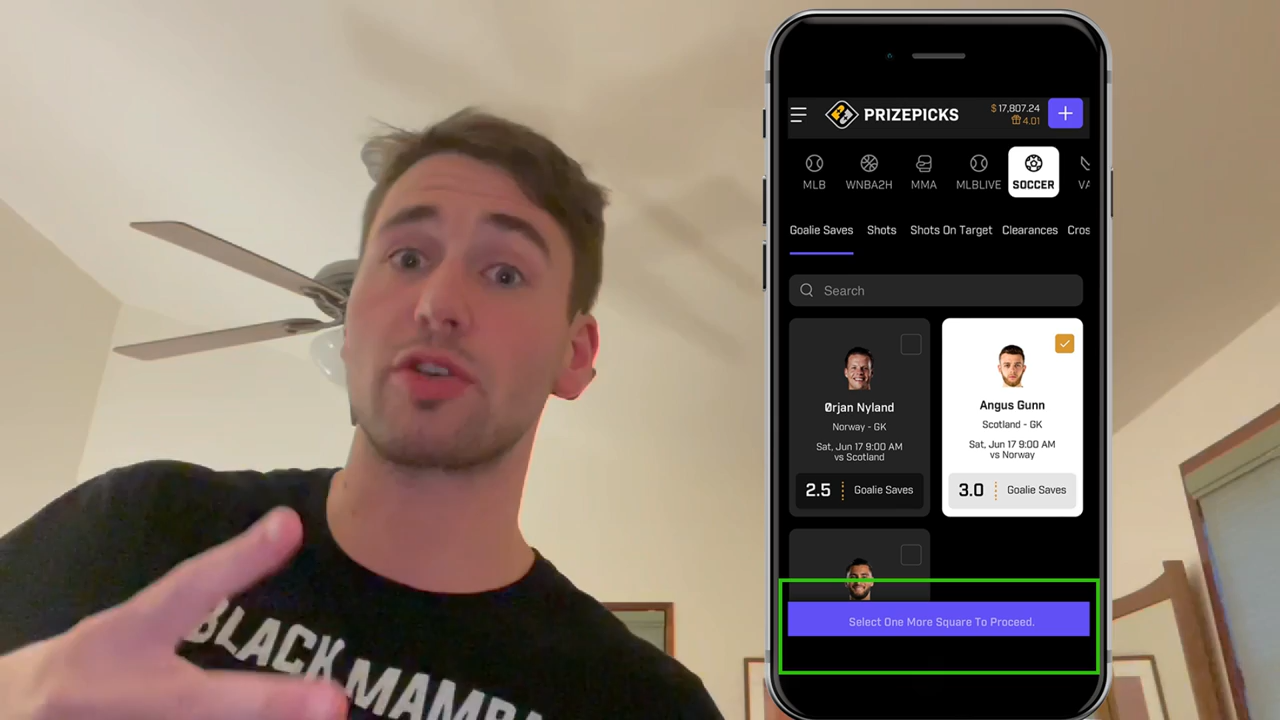 BLACK MAMBA
PRIZEPICKS
$ 17,807.24
4.01
MLB
WNBA2H
MMA
MLBLIVE
SOCCER
VA
Goalie Saves
Shots
Shots On Target
Clearances
Cros
Search
Ørjan Nyland
Norway - GK
Sat, Jun 17 9:00 AM
vs Scotland
2.5 Goalie Saves
Angus Gunn
Scotland - GK
Sat, Jun 17 9:00 AM
vs Norway
3.0 Goalie Saves
Select One More Square To Proceed.